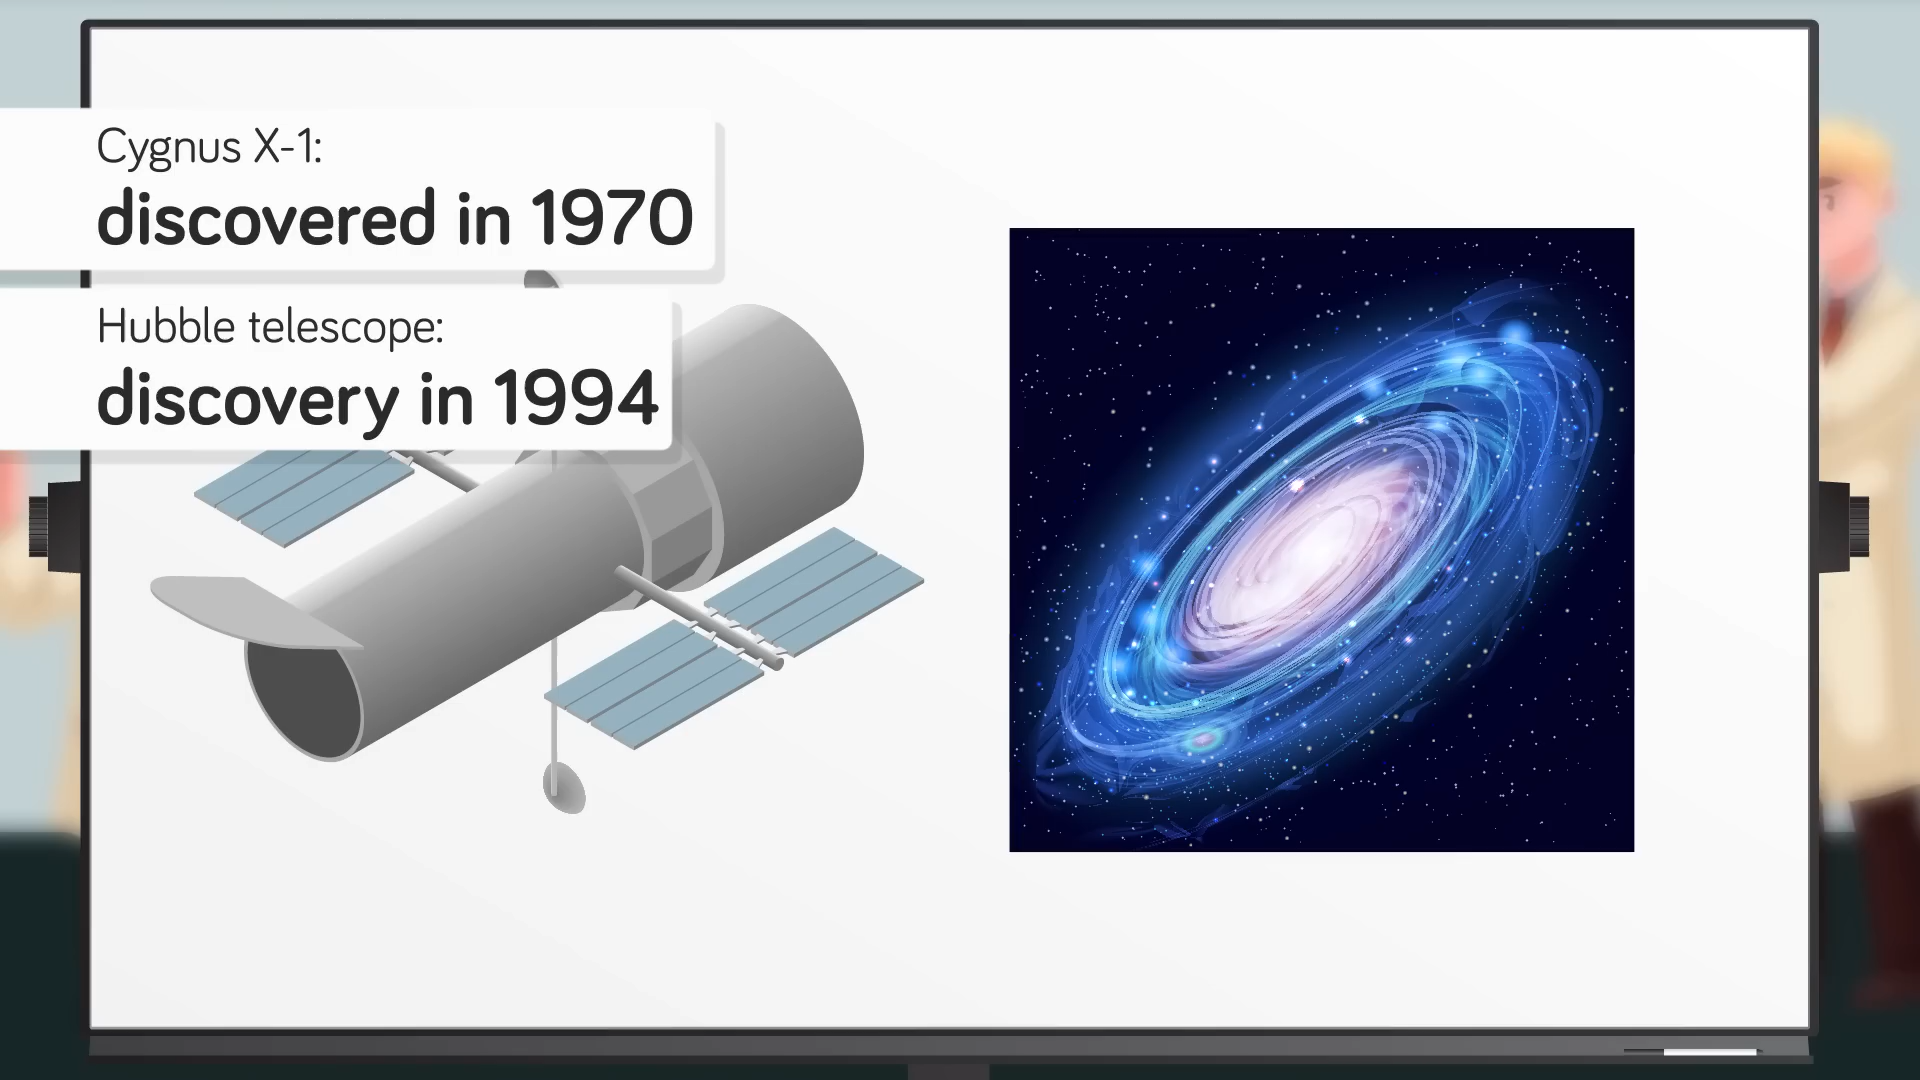 Cygnus X-1:
discovered in 1970
Hubble telescope:
discovery in 1994